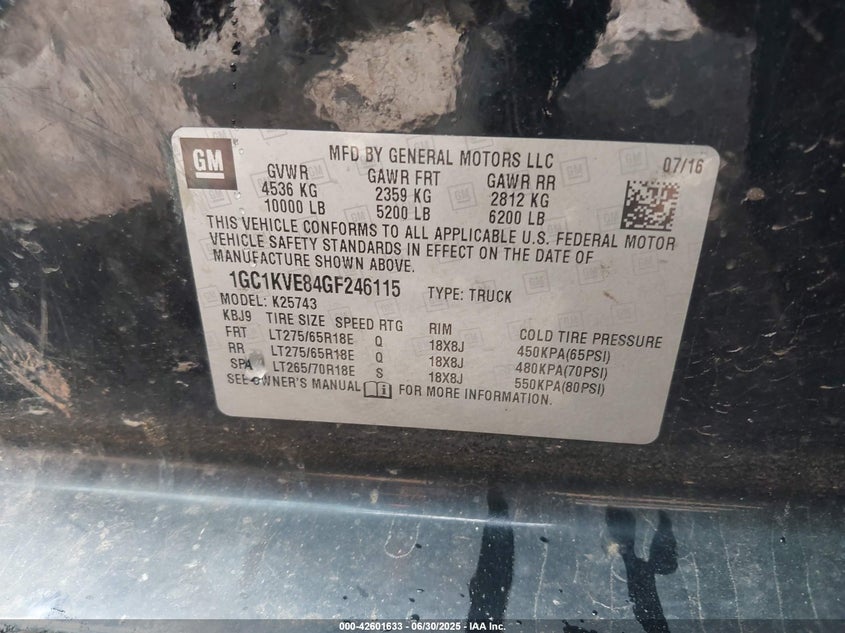 GM
MFD BY GENERAL MOTORS LLC
07/16
GVWR GAWR FRT GAWR RR
4536 KG 2359 KG 2812 KG
10000 LB 5200 LB 6200 LB
THIS VEHICLE CONFORMS TO ALL APPLICABLE U.S. FEDERAL MOTOR
VEHICLE SAFETY STANDARDS IN EFFECT ON THE DATE OF
MANUFACTURE SHOWN ABOVE.
1GC1KVE84GF246115 TYPE: TRUCK
MODEL: K25743
KBJ9 TIRE SIZE SPEED RTG RIM COLD TIRE PRESSURE
FRT LT275/65R18E Q 18X8J 450KPA(65PSI)
RR LT275/65R18E Q 18X8J 480KPA(70PSI)
SPA LT265/70R18E S 18X8J 550KPA(80PSI)
SEE OWNER'S MANUAL FOR MORE INFORMATION.
000-42601633 - 06/30/2025 - IAA Inc.